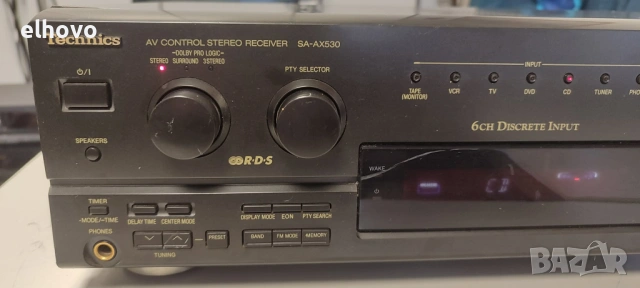 elhovo
Technics
AV CONTROL STEREO RECEIVER SA-AX530
-DOLBY PRO LOGIC-
STEREO SURROUND 3STEREO
PTY SELECTOR
INPUT
TAPE (MONITOR) VCR TV DVD CD TUNER
⏻/I
SPEAKERS
6CH DISCRETE INPUT
R·D·S
WAKE
TIMER
-MODE/-TIME
DELAY TIME CENTER MODE
DISPLAY MODE EON PTY SEARCH
PHONES
PRESET
BAND FM MODE MEMORY
TUNING
CD
БАЗАР